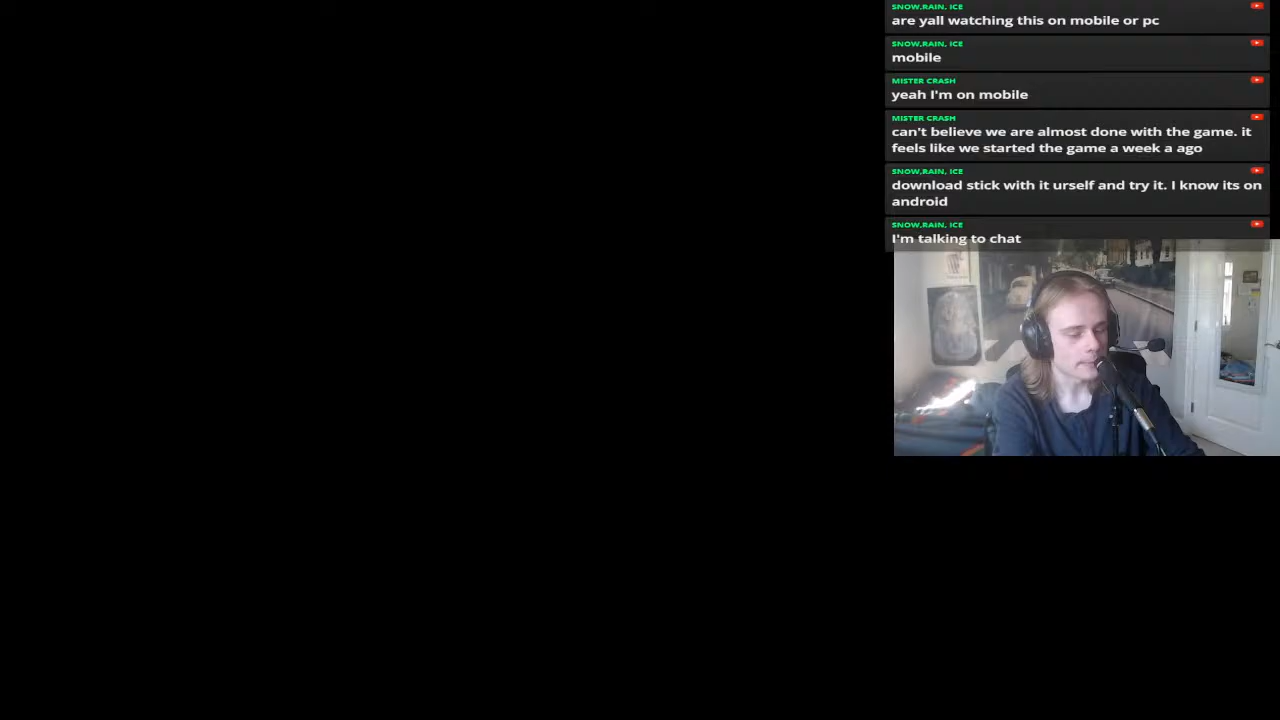 SNOW,RAIN, ICE
are yall watching this on mobile or pc
SNOW,RAIN, ICE
mobile
MISTER CRASH
yeah I'm on mobile
MISTER CRASH
can't believe we are almost done with the game. it
feels like we started the game a week a ago
SNOW,RAIN, ICE
download stick with it urself and try it. I know its on
android
SNOW,RAIN, ICE
I'm talking to chat